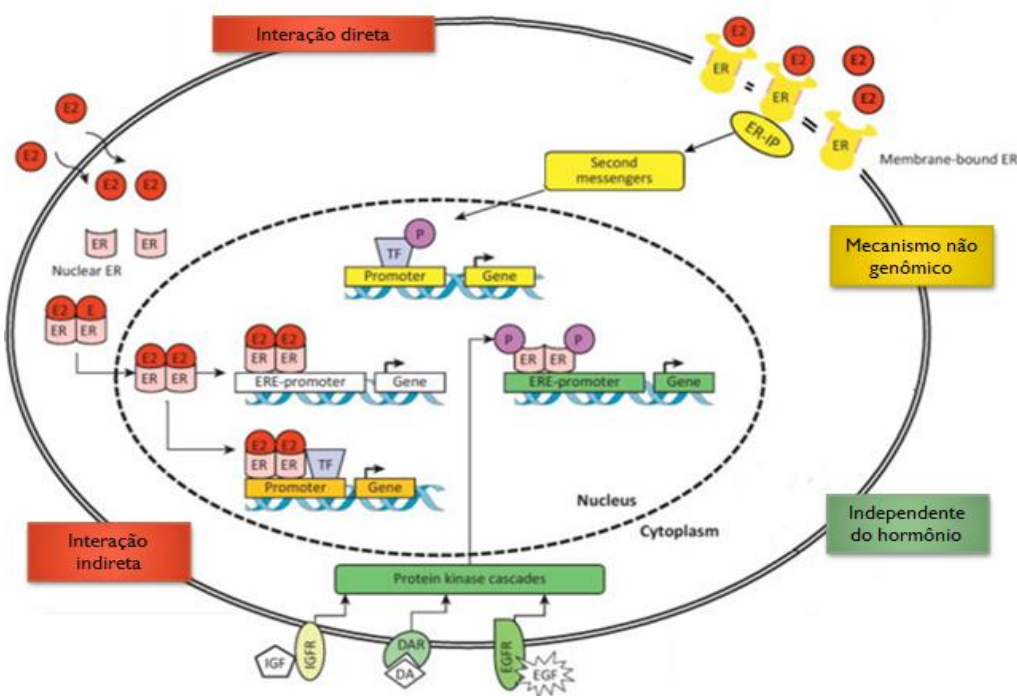 Interação direta
E2
ER
E2
ER
E2
E2
ER
E2
ER-IP
Membrane-bound ER
Second
messengers
Mecanismo não
genômico
E2
E2
E2 E2
ER ER
Nuclear ER
P
TF
Promoter Gene
E2 E
ER ER
E2 E2
ER ER
E2 E2
ER ER
ERE-promoter Gene
P P
ER ER
ERE-promoter Gene
E2 E2
ER ER TF
Promoter Gene
Nucleus
Cytoplasm
Independente
do hormônio
Interação
indireta
Protein kinase cascades
IGF IGFR
DAR
DA
EGFR
EGF